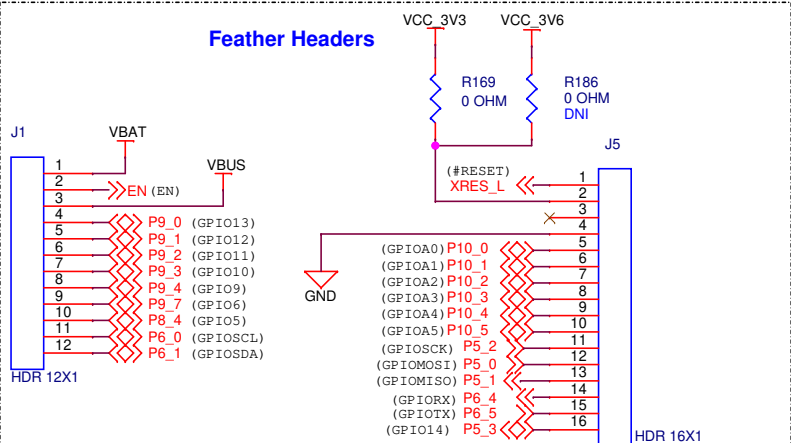 Feather Headers
VCC_3V3
VCC_3V6
R169
0 OHM
R186
0 OHM
DNI
J1
VBAT
VBUS
1
2 EN (EN)
3
4 P9_0 (GPIO13)
5 P9_1 (GPIO12)
6 P9_2 (GPIO11)
7 P9_3 (GPIO10)
8 P9_4 (GPIO9)
9 P9_7 (GPIO6)
10 P8_4 (GPIO5)
11 P6_0 (GPIOSCL)
12 P6_1 (GPIOSDA)
HDR 12X1
GND
J5
(#RESET)
XRES_L 1
2
3
4
(GPIOA0) P10_0 5
(GPIOA1) P10_1 6
(GPIOA2) P10_2 7
(GPIOA3) P10_3 8
(GPIOA4) P10_4 9
(GPIOA5) P10_5 10
(GPIOSCK) P5_2 11
(GPIOMOSI) P5_0 12
(GPIOMISO) P5_1 13
(GPIORX) P6_4 14
(GPIOTX) P6_5 15
(GPIO14) P5_3 16
HDR 16X1